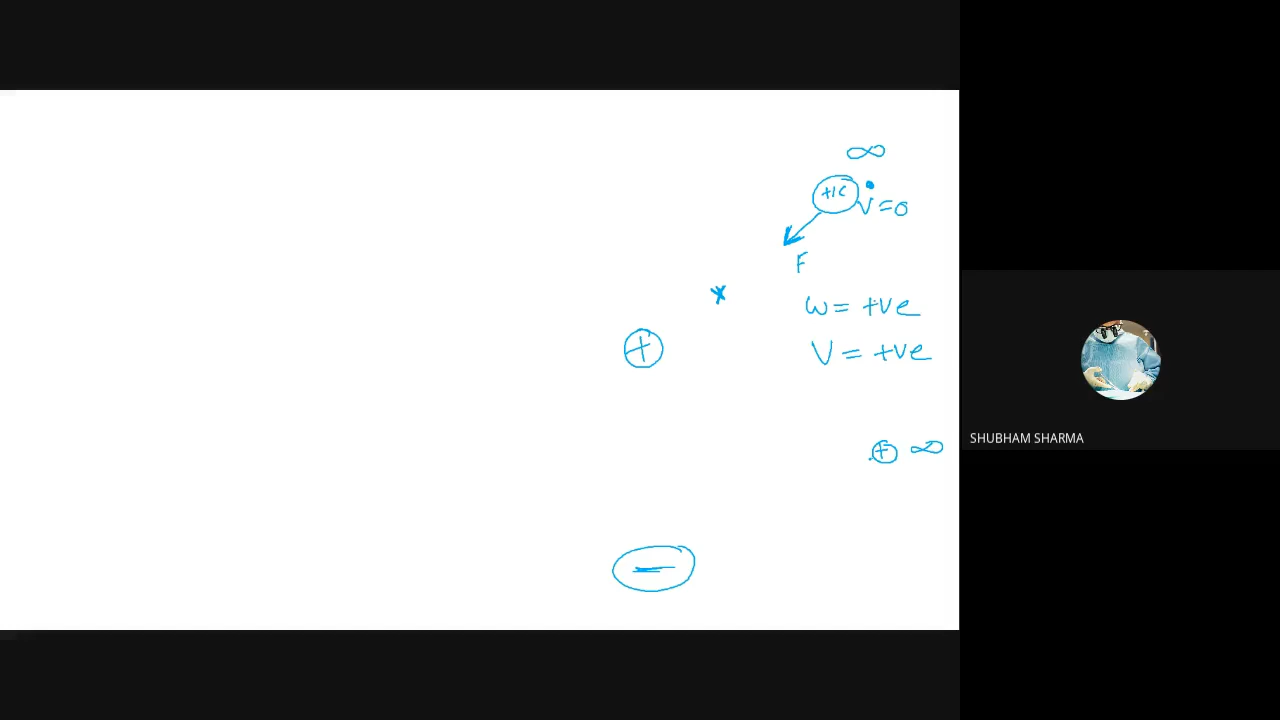 ∞
+1C
V=0
F
W= +ve
+
V = +ve
+ ∞
SHUBHAM SHARMA
−